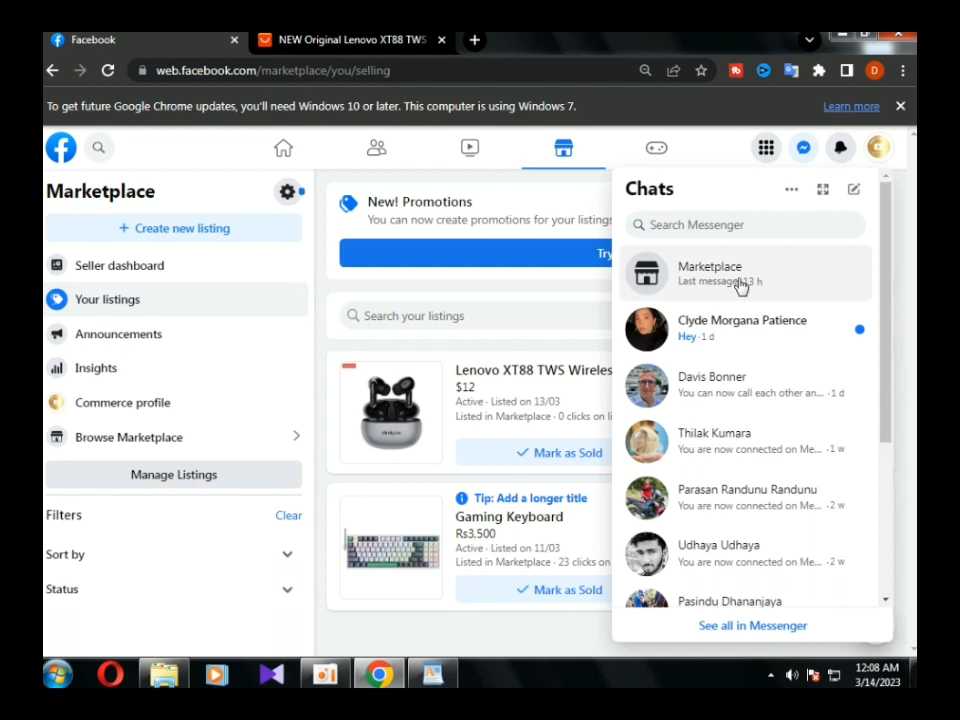 Facebook
NEW Original Lenovo XT88 TWS
web.facebook.com/marketplace/you/selling
D
To get future Google Chrome updates, you'll need Windows 10 or later. This computer is using Windows 7.
Learn more
Marketplace
+ Create new listing
Seller dashboard
Your listings
Announcements
Insights
Commerce profile
Browse Marketplace
Manage Listings
Filters
Clear
Sort by
Status
New! Promotions
You can now create promotions for your listings
Try
Search your listings
Lenovo XT88 TWS Wireles
$12
Active · Listed on 13/03
Listed in Marketplace · 0 clicks on li
Mark as Sold
Tip: Add a longer title
Gaming Keyboard
Rs3,500
Active · Listed on 11/03
Listed in Marketplace · 23 clicks on
Mark as Sold
Chats
Search Messenger
Marketplace
Last message · 13 h
Clyde Morgana Patience
Hey · 1 d
Davis Bonner
You can now call each other an... · 1 d
Thilak Kumara
You are now connected on Me... · 1 w
Parasan Randunu Randunu
You are now connected on Me... · 2 w
Udhaya Udhaya
You are now connected on Me... · 2 w
Pasindu Dhananjaya
See all in Messenger
12:08 AM
3/14/2023